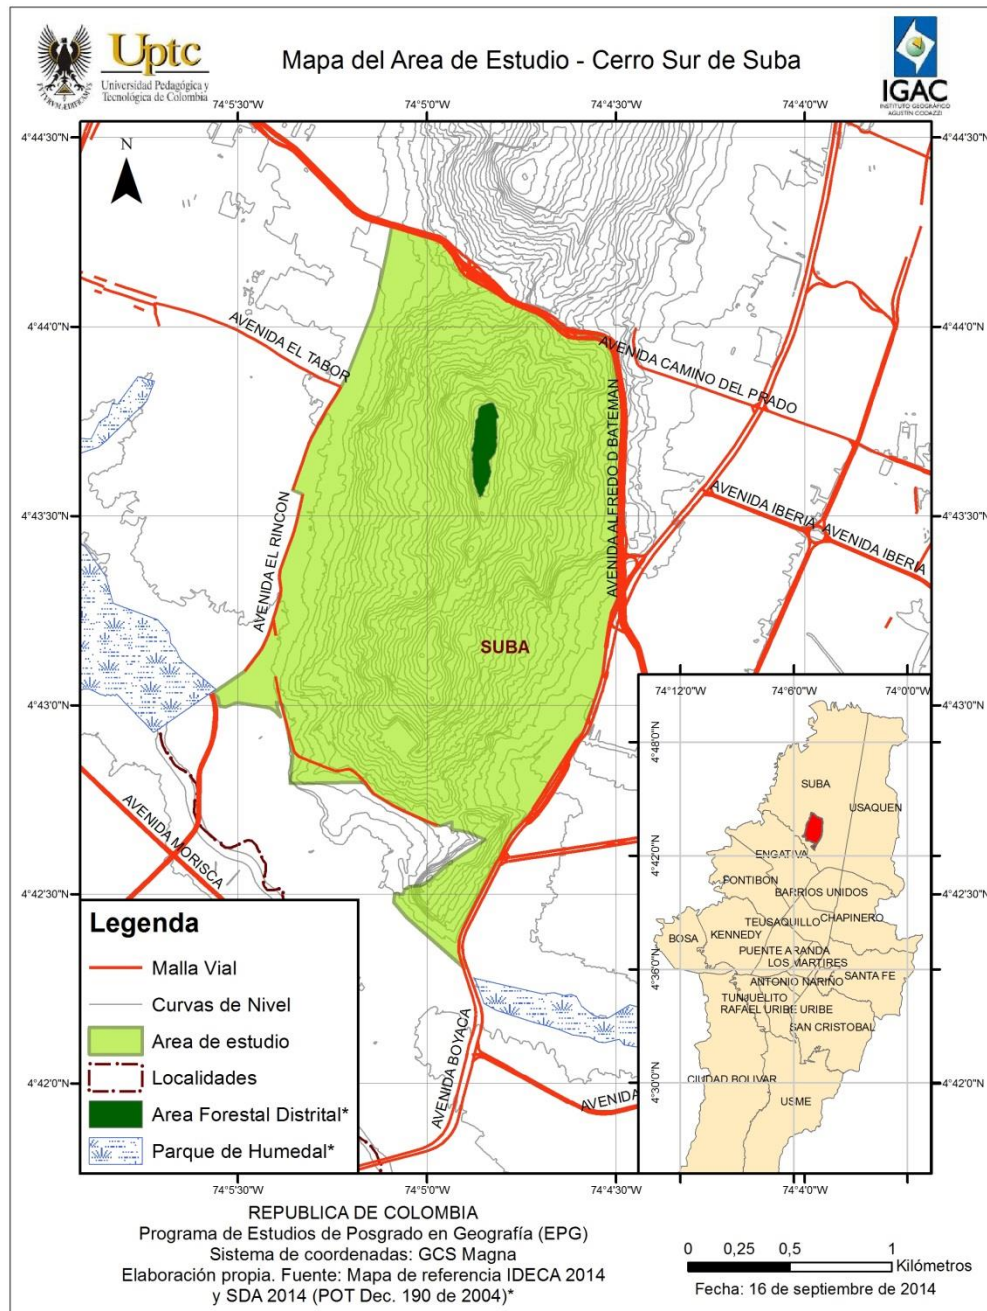 Uptc
Universidad Pedagógica y
Tecnológica de Colombia
Mapa del Area de Estudio - Cerro Sur de Suba
IGAC
INSTITUTO GEOGRÁFICO
AGUSTÍN CODAZZI
74°5'30"W 74°5'0"W 74°4'30"W 74°4'0"W
4°44'30"N 4°44'30"N
N
4°44'0"N 4°44'0"N
AVENIDA EL TABOR
AVENIDA CAMINO DEL PRADO
AVENIDA ALFREDO D BATEMAN
4°43'30"N 4°43'30"N
AVENIDA IBERIA AVENIDA IBERIA
AVENIDA EL RINCON
SUBA
4°43'0"N 4°43'0"N
74°12'0"W 74°6'0"W 74°0'0"W
4°48'0"N
SUBA
USAQUEN
4°42'0"N
ENGATIVA
FONTIBON
BARRIOS UNIDOS
TEUSAQUILLO
CHAPINERO
BOSA
KENNEDY
PUENTE ARANDA
LOS MARTIRES
4°36'0"N
SANTA FE
ANTONIO NARIÑO
TUNJUELITO
RAFAEL URIBE URIBE
SAN CRISTOBAL
CIUDAD BOLIVAR
4°30'0"N
USME
AVENIDA MORISCA
4°42'30"N 4°42'30"N
Legenda
Malla Vial
Curvas de Nivel
Area de estudio
Localidades
Area Forestal Distrital*
Parque de Humedal*
AVENIDA BOYACA
AVENIDA
4°42'0"N 4°42'0"N
74°5'30"W 74°5'0"W 74°4'30"W 74°4'0"W
REPUBLICA DE COLOMBIA
Programa de Estudios de Posgrado en Geografía (EPG)
Sistema de coordenadas: GCS Magna
Elaboración propia. Fuente: Mapa de referencia IDECA 2014
y SDA 2014 (POT Dec. 190 de 2004)*
0 0,25 0,5 1
Kilómetros
Fecha: 16 de septiembre de 2014